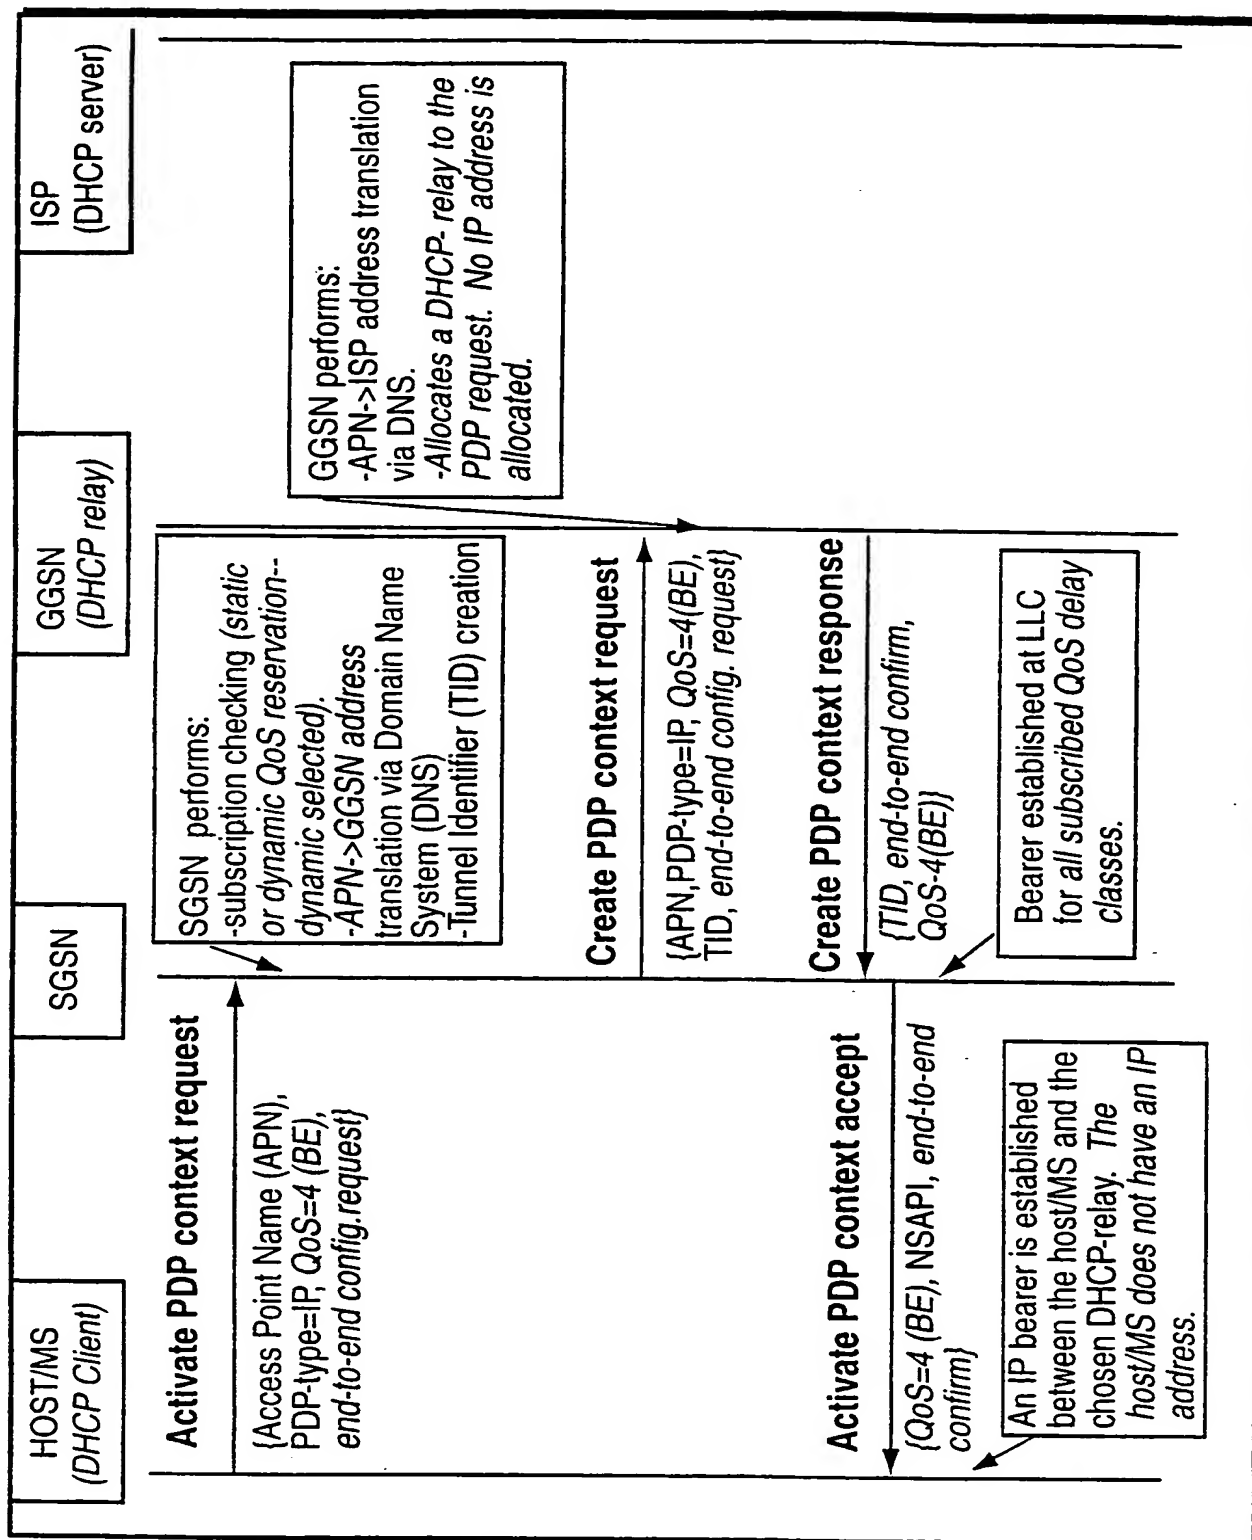 HOST/MS
(DHCP Client)
SGSN
GGSN
(DHCP relay)
ISP
(DHCP server)
Activate PDP context request
{Access Point Name (APN),
PDP-type=IP, QoS=4 (BE),
end-to-end config.request}
SGSN performs:
-subscription checking (static
or dynamic QoS reservation--
dynamic selected).
-APN->GGSN address
translation via Domain Name
System (DNS)
-Tunnel Identifier (TID) creation
Create PDP context request
{APN,PDP-type=IP, QoS=4(BE),
TID, end-to-end config. request}
GGSN performs:
-APN->ISP address translation
via DNS.
-Allocates a DHCP- relay to the
PDP request. No IP address is
allocated.
Create PDP context response
{TID, end-to-end confirm,
QoS-4(BE)}
Bearer established at LLC
for all subscribed QoS delay
classes.
Activate PDP context accept
{QoS=4 (BE), NSAPI, end-to-end
confirm}
An IP bearer is established
between the host/MS and the
chosen DHCP-relay. The
host/MS does not have an IP
address.